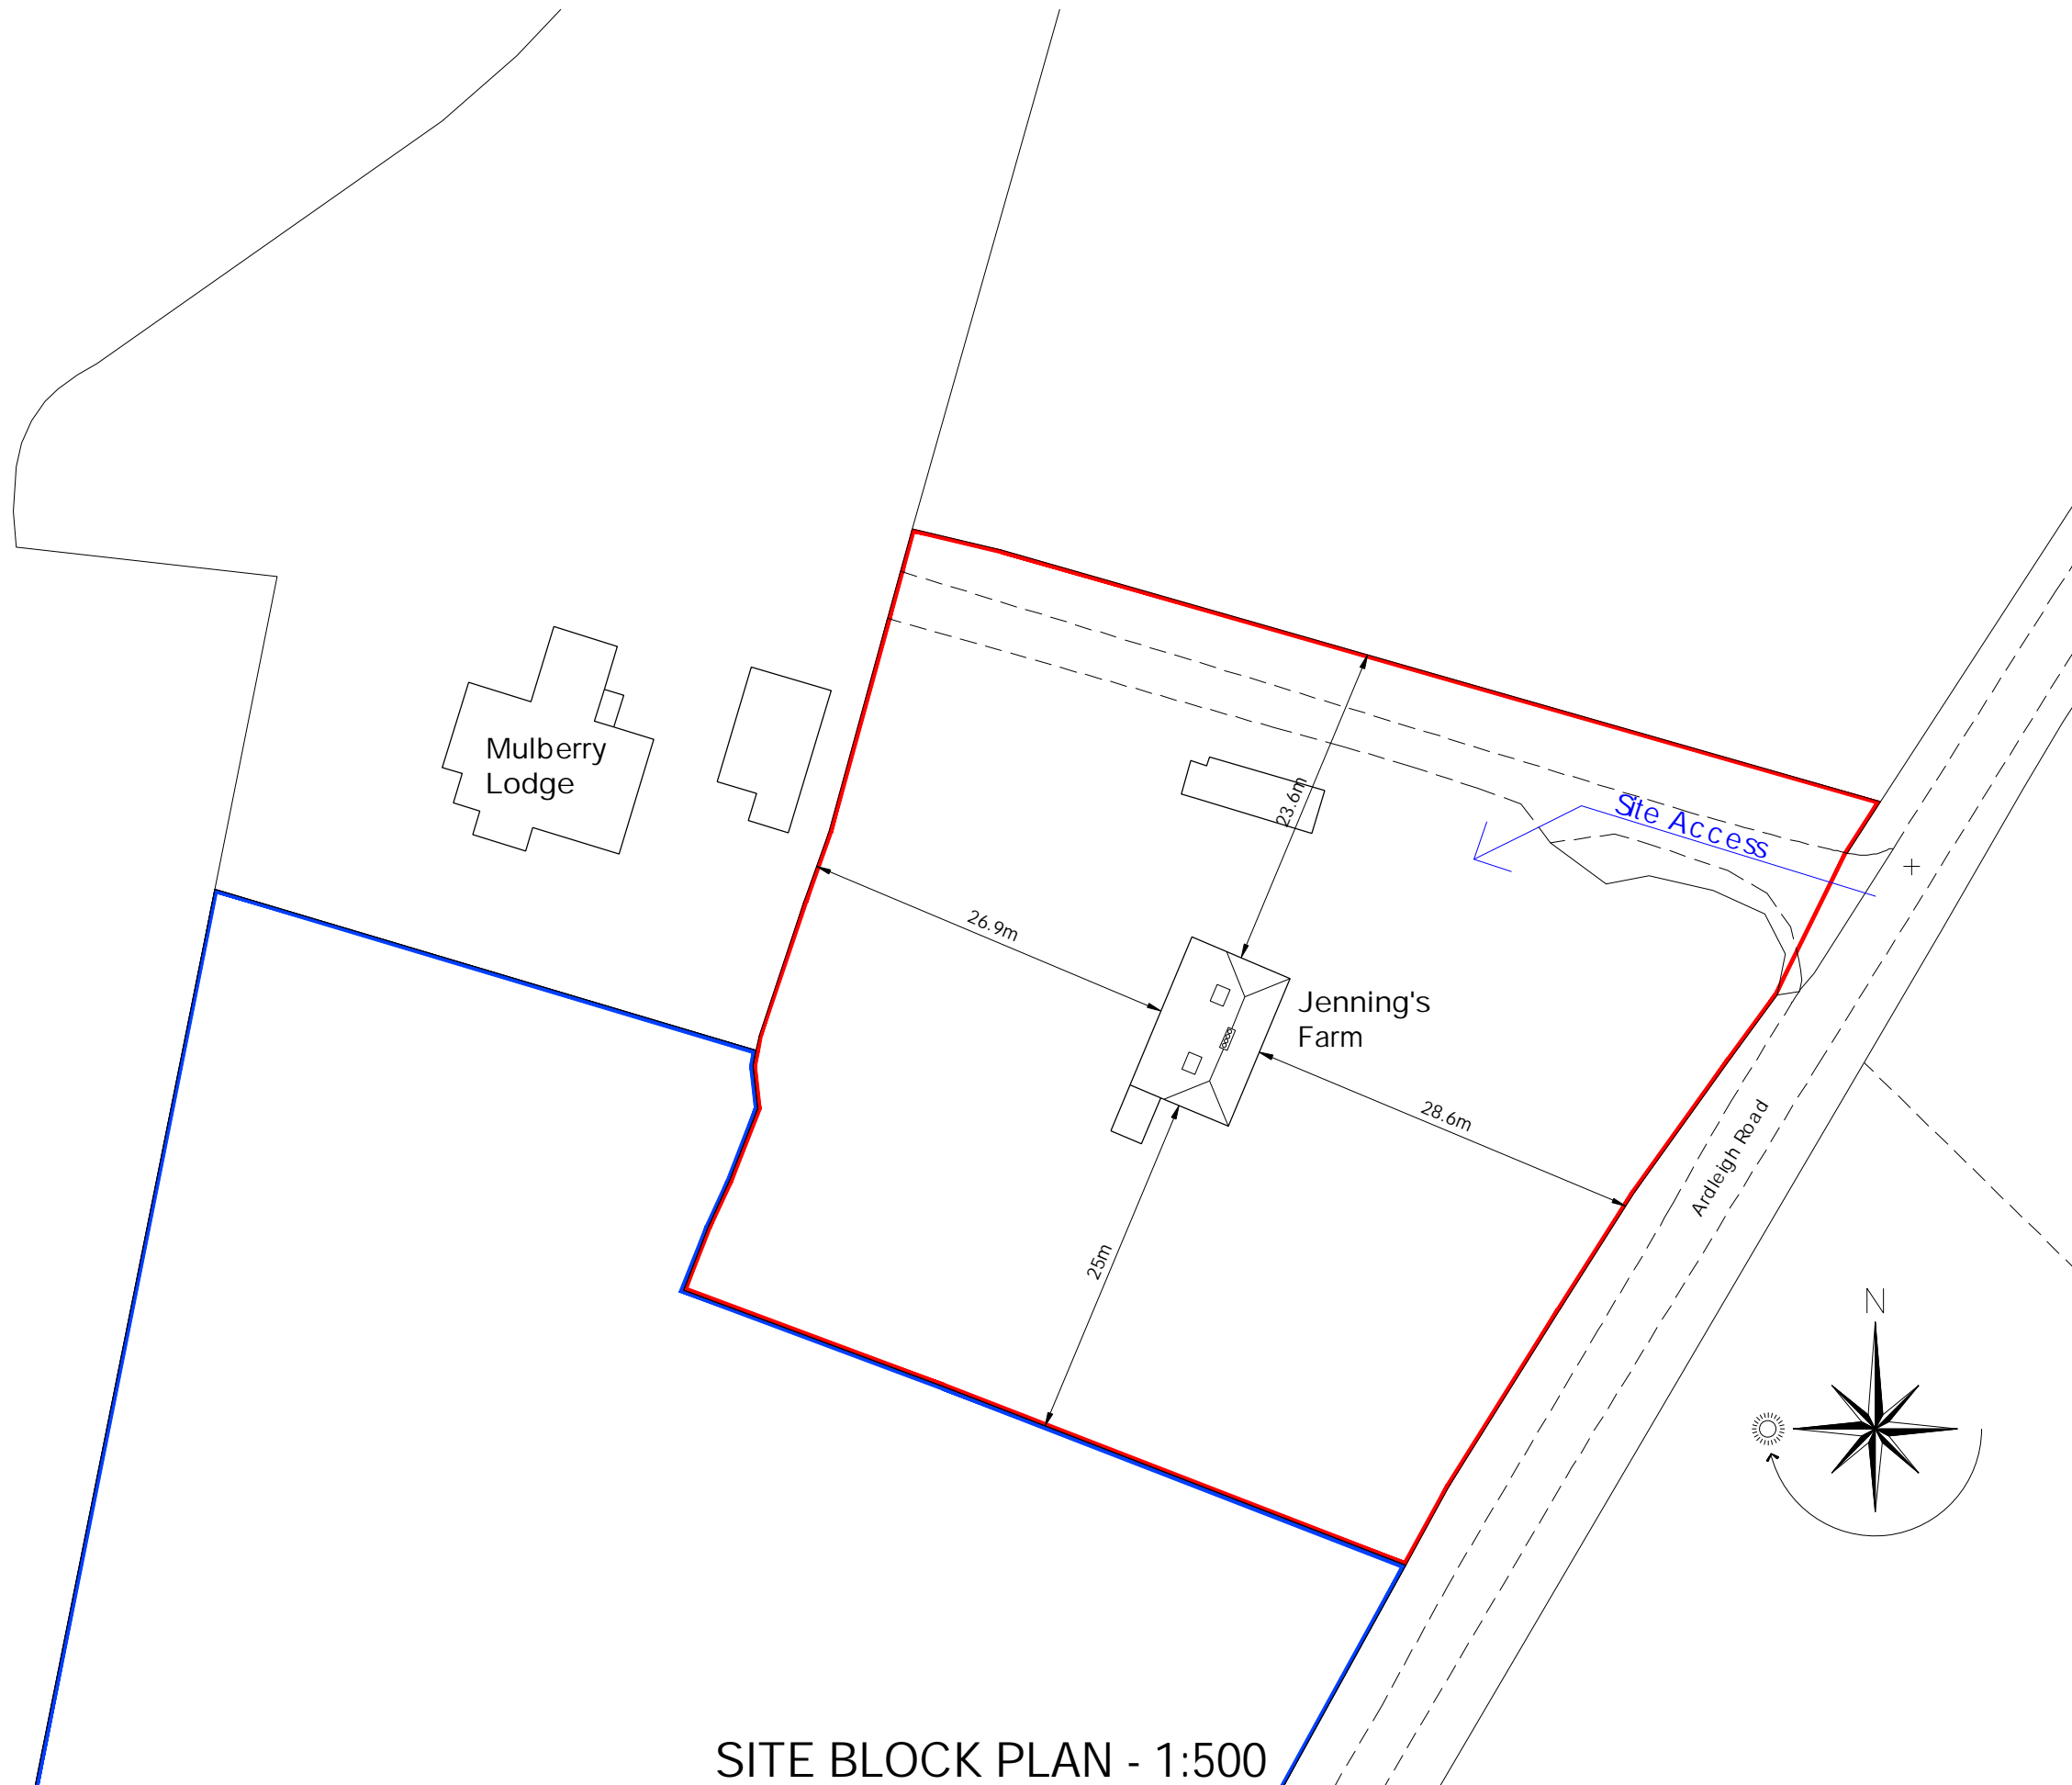 Mulberry
Lodge
23.6m
Site Access
26.9m
Jenning's
Farm
28.6m
Ardleigh Road
25m
N
SITE BLOCK PLAN - 1:500